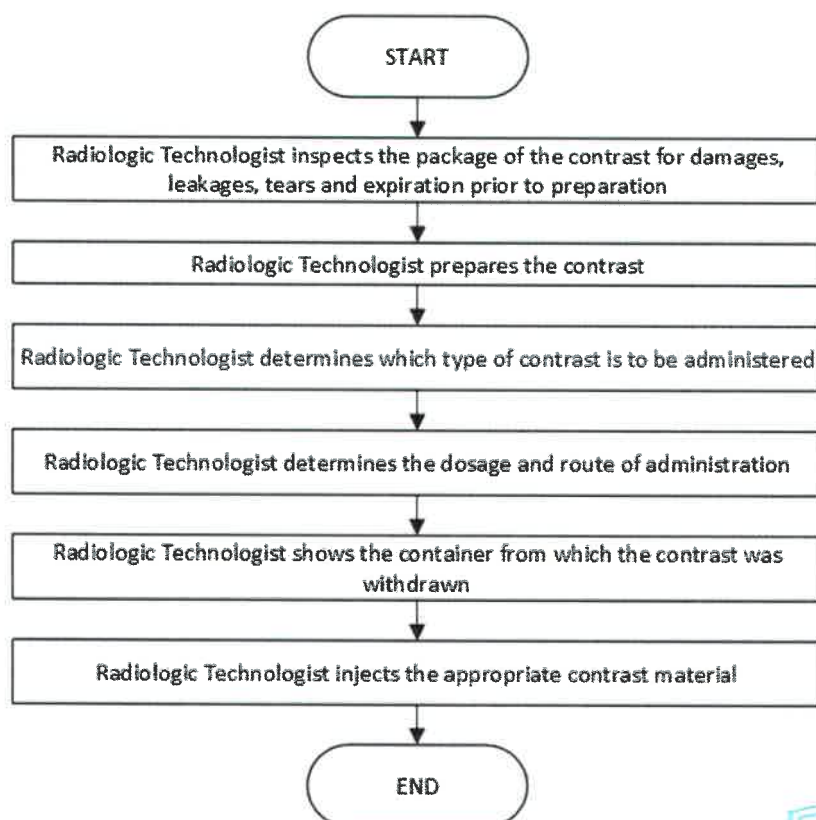 START
Radiologic Technologist inspects the package of the contrast for damages,
leakages, tears and expiration prior to preparation
Radiologic Technologist prepares the contrast
Radiologic Technologist determines which type of contrast is to be administered
Radiologic Technologist determines the dosage and route of administration
Radiologic Technologist shows the container from which the contrast was
withdrawn
Radiologic Technologist injects the appropriate contrast material
END